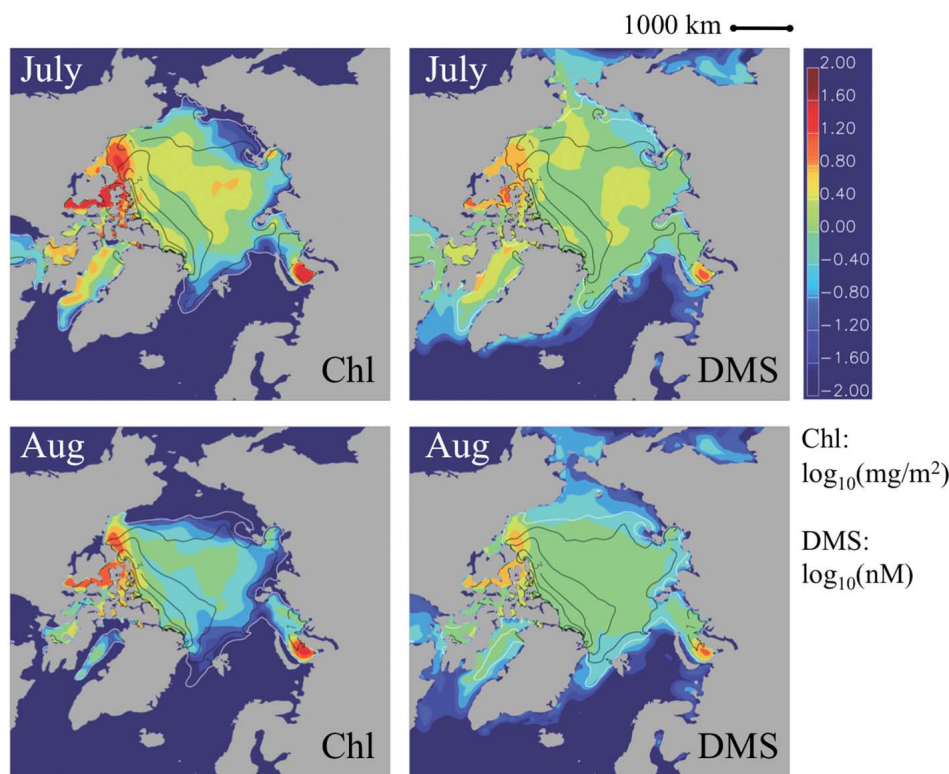 1000 km
July
Chl
July
DMS
2.00
1.60
1.20
0.80
0.40
0.00
−0.40
−0.80
−1.20
−1.60
−2.00
Aug
Chl
Aug
DMS
Chl:
log₁₀(mg/m²)
DMS:
log₁₀(nM)